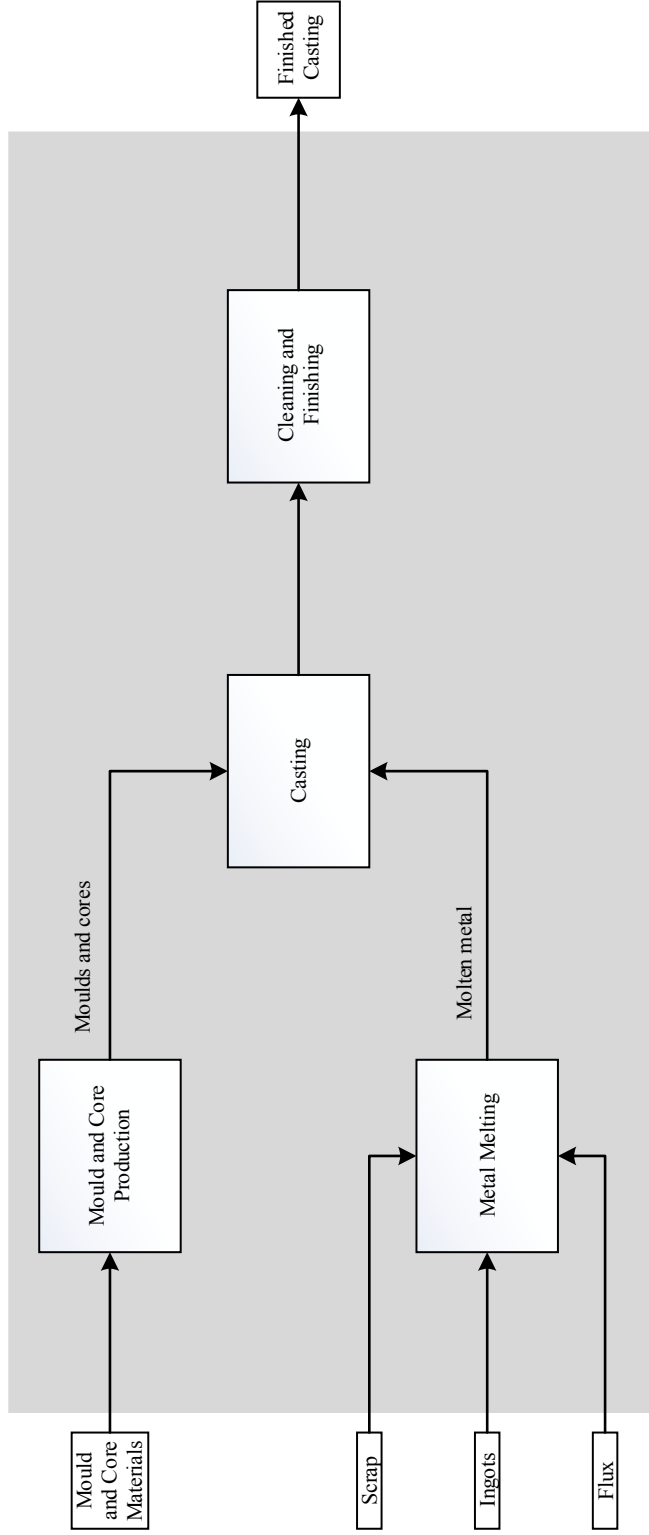 Mould
and Core
Materials
Scrap
Ingots
Flux
Mould and Core
Production
Metal Melting
Moulds and cores
Molten metal
Casting
Cleaning and
Finishing
Finished
Casting